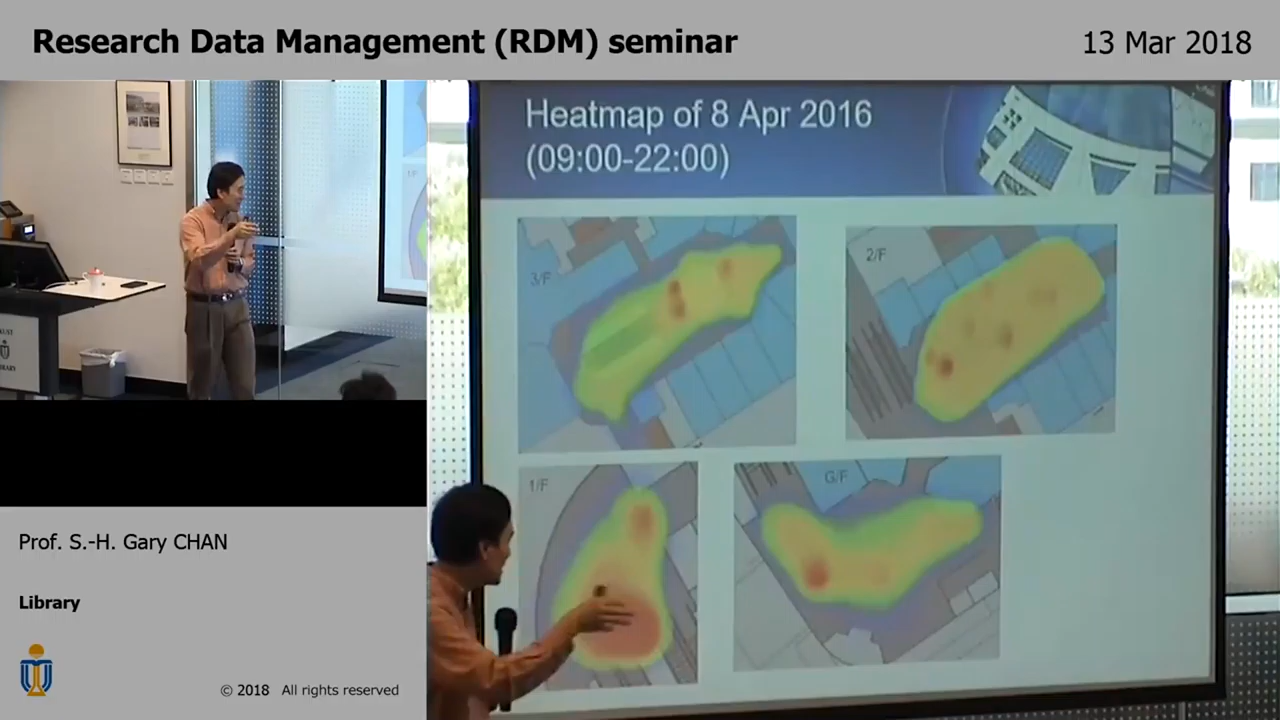 Research Data Management (RDM) seminar
13 Mar 2018
Heatmap of 8 Apr 2016
(09:00-22:00)
3/F
2/F
1/F
G/F
Prof. S.-H. Gary CHAN
Library
© 2018 All rights reserved